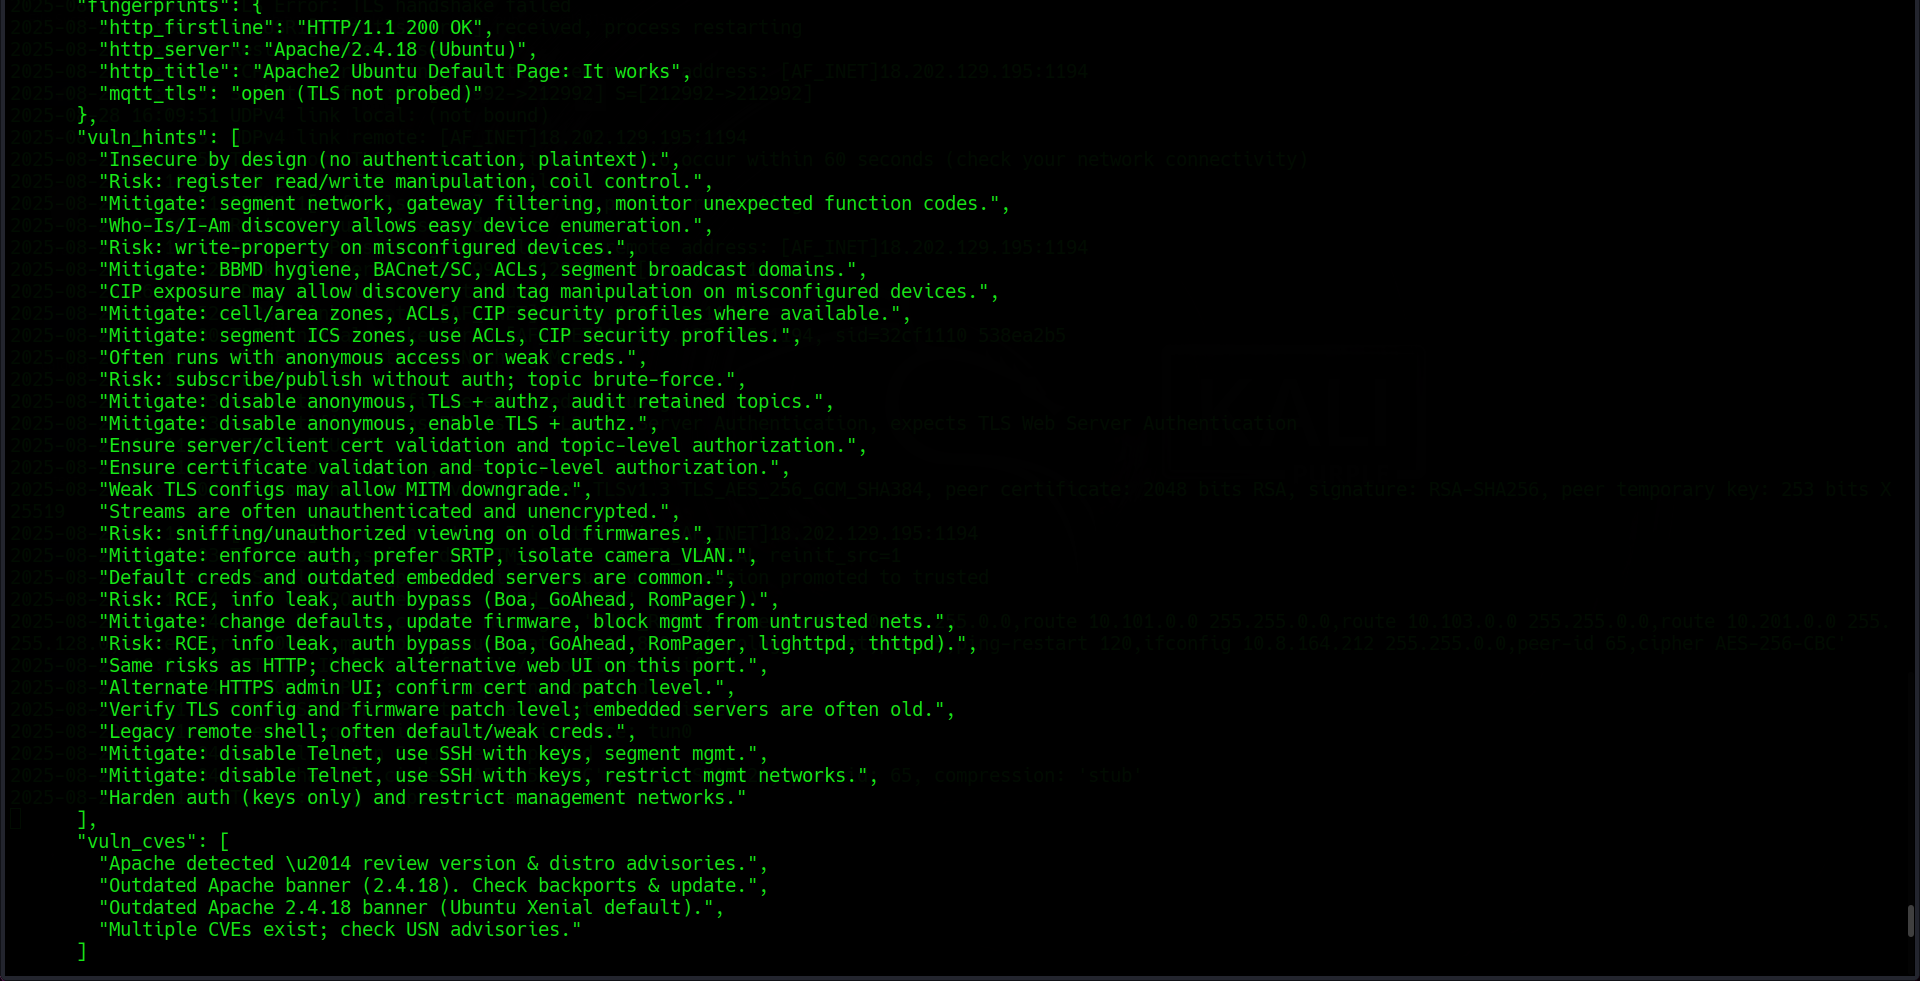 "fingerprints": {
"http_firstline": "HTTP/1.1 200 OK",
"http_server": "Apache/2.4.18 (Ubuntu)",
"http_title": "Apache2 Ubuntu Default Page: It works",
"mqtt_tls": "open (TLS not probed)"
},
"vuln_hints": [
"Insecure by design (no authentication, plaintext).",
"Risk: register read/write manipulation, coil control.",
"Mitigate: segment network, gateway filtering, monitor unexpected function codes.",
"Who-Is/I-Am discovery allows easy device enumeration.",
"Risk: write-property on misconfigured devices.",
"Mitigate: BBMD hygiene, BACnet/SC, ACLs, segment broadcast domains.",
"CIP exposure may allow discovery and tag manipulation on misconfigured devices.",
"Mitigate: cell/area zones, ACLs, CIP security profiles where available.",
"Mitigate: segment ICS zones, use ACLs, CIP security profiles.",
"Often runs with anonymous access or weak creds.",
"Risk: subscribe/publish without auth; topic brute-force.",
"Mitigate: disable anonymous, TLS + authz, audit retained topics.",
"Mitigate: disable anonymous, enable TLS + authz.",
"Ensure server/client cert validation and topic-level authorization.",
"Ensure certificate validation and topic-level authorization.",
"Weak TLS configs may allow MITM downgrade.",
"Streams are often unauthenticated and unencrypted.",
"Risk: sniffing/unauthorized viewing on old firmwares.",
"Mitigate: enforce auth, prefer SRTP, isolate camera VLAN.",
"Default creds and outdated embedded servers are common.",
"Risk: RCE, info leak, auth bypass (Boa, GoAhead, RomPager).",
"Mitigate: change defaults, update firmware, block mgmt from untrusted nets.",
"Risk: RCE, info leak, auth bypass (Boa, GoAhead, RomPager, lighttpd, thttpd).",
"Same risks as HTTP; check alternative web UI on this port.",
"Alternate HTTPS admin UI; confirm cert and patch level.",
"Verify TLS config and firmware patch level; embedded servers are often old.",
"Legacy remote shell; often default/weak creds.",
"Mitigate: disable Telnet, use SSH with keys, segment mgmt.",
"Mitigate: disable Telnet, use SSH with keys, restrict mgmt networks.",
"Harden auth (keys only) and restrict management networks."
],
"vuln_cves": [
"Apache detected \u2014 review version & distro advisories.",
"Outdated Apache banner (2.4.18). Check backports & update.",
"Outdated Apache 2.4.18 banner (Ubuntu Xenial default).",
"Multiple CVEs exist; check USN advisories."
]